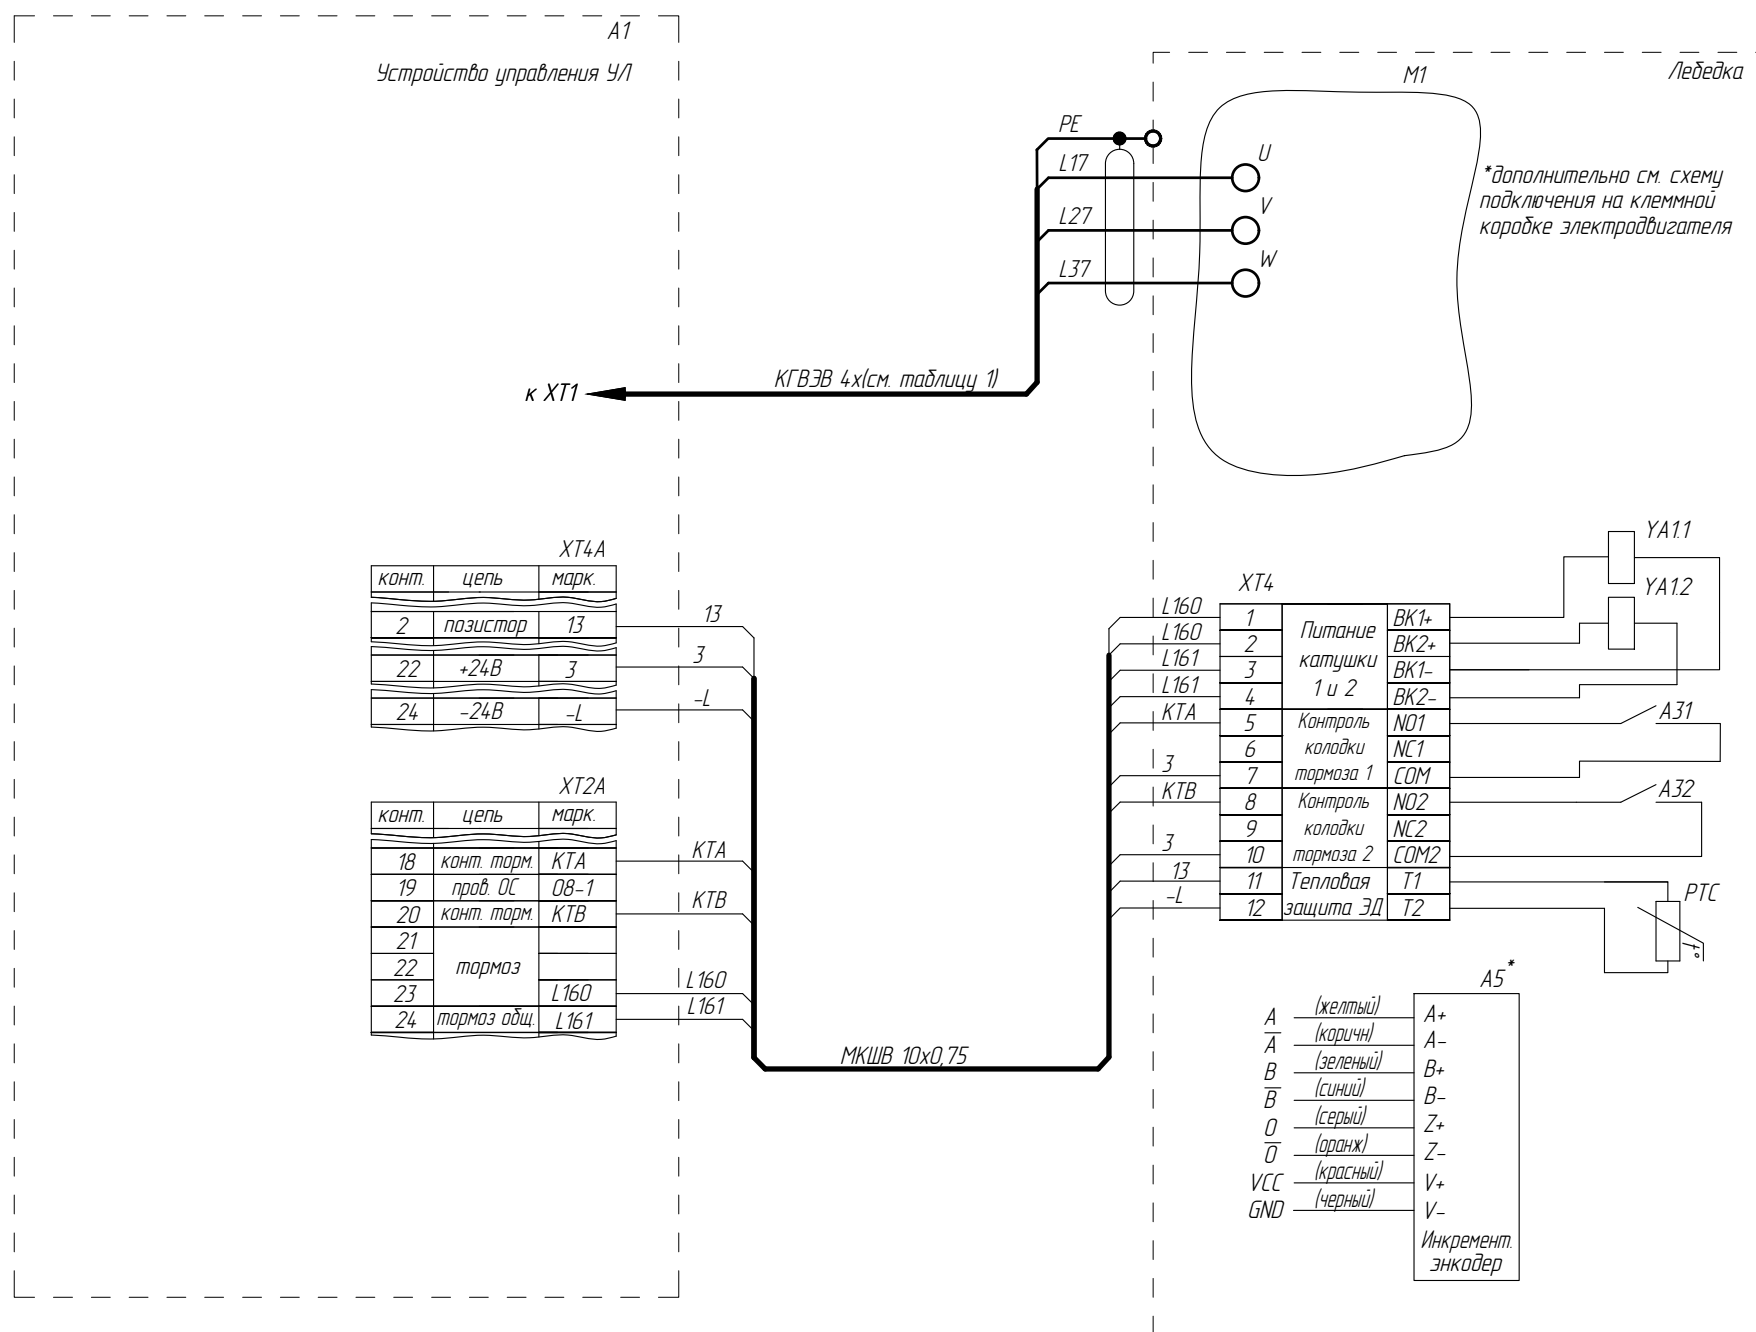 A1
Устройство управления УЛ
Лебедка
M1
PE
L17
U
L27
V
L37
W
*дополнительно см. схему
подключения на клеммной
коробке электродвигателя
к XT1
КГВЭВ 4х(см. таблицу 1)
XT4A
конт. цепь марк.
2 позистор 13
22 +24В 3
24 -24В -L
13
3
-L
XT2A
конт. цепь марк.
18 конт. торм. КТА
19 пров. ОС 08-1
20 конт. торм. КТВ
21
22 тормоз
23 L160
24 тормоз общ. L161
КТА
КТВ
L160
L161
МКШВ 10х0,75
XT4
L160 1 BK1+
L160 2 BK2+
L161 3 BK1-
L161 4 BK2-
Питание
катушки
1 и 2
КТА 5 Контроль NO1
6 колодки NC1
3 7 тормоза 1 COM
КТВ 8 Контроль NO2
9 колодки NC2
3 10 тормоза 2 COM2
13 11 Тепловая T1
-L 12 защита ЭД T2
YA1.1
YA1.2
A31
A32
PTC
t°
A5*
A (желтый) A+
A̅ (коричн) A-
B (зеленый) B+
B̅ (синий) B-
0 (серый) Z+
0̅ (оранж) Z-
VCC (красный) V+
GND (черный) V-
Инкремент.
энкодер